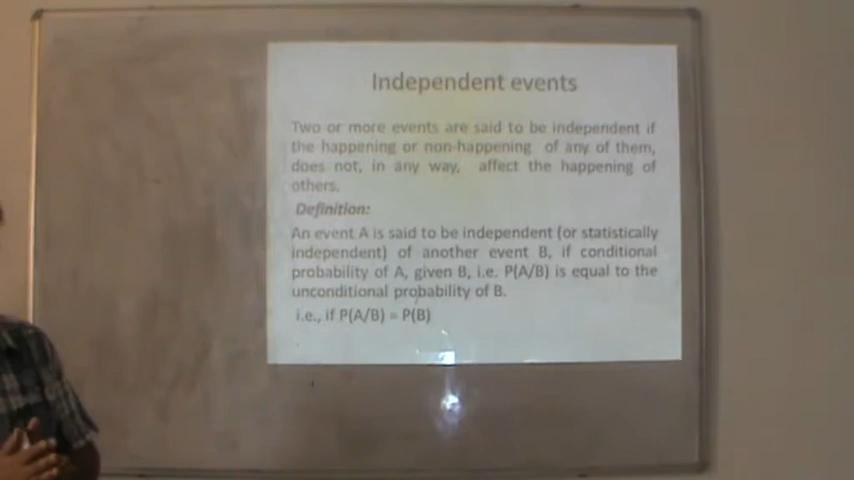 Independent events
Two or more events are said to be independent if
the happening or non-happening of any of them,
does not, in any way, affect the happening of
others.
Definition:
An event A is said to be independent (or statistically
independent) of another event B, if conditional
probability of A, given B, i.e. P(A/B) is equal to the
unconditional probability of B.
i.e., if P(A/B) = P(B)